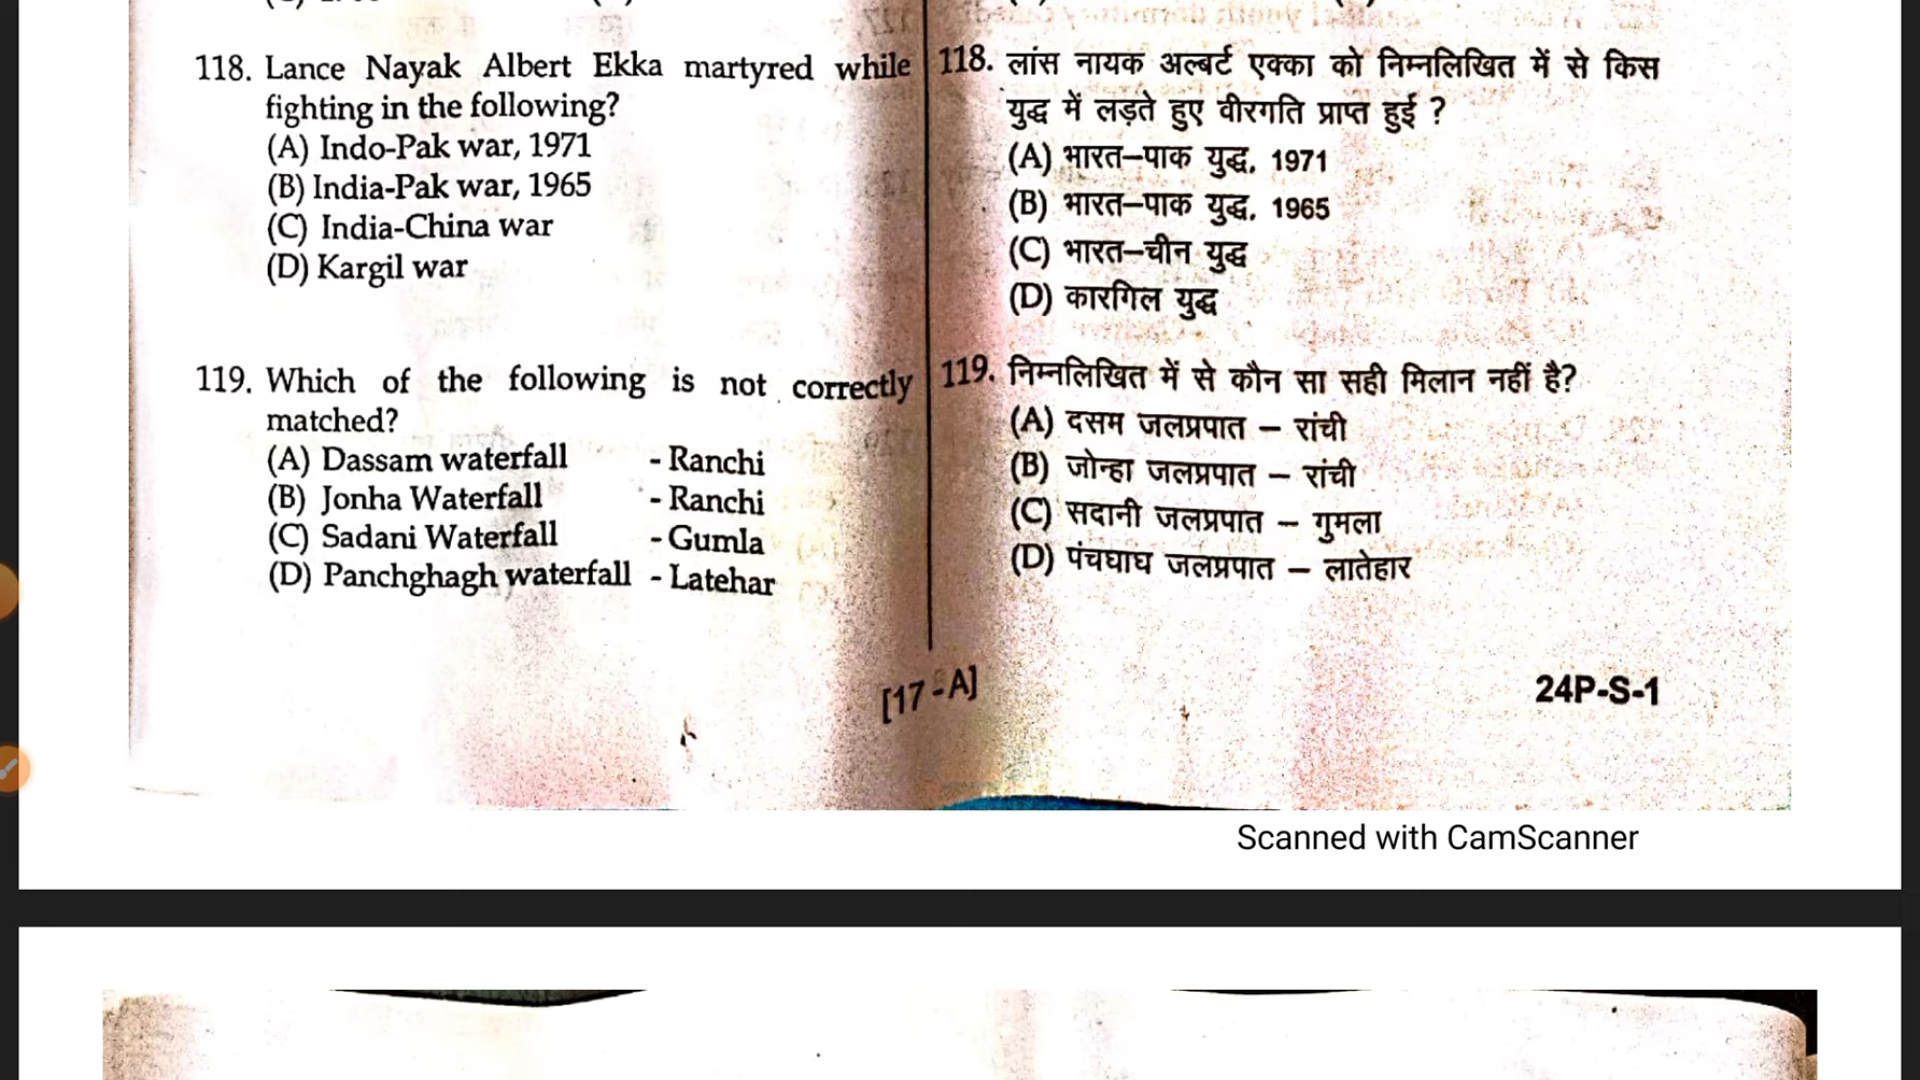 118. Lance Nayak Albert Ekka martyred while
fighting in the following?
(A) Indo-Pak war, 1971
(B) India-Pak war, 1965
(C) India-China war
(D) Kargil war
119. Which of the following is not correctly
matched?
(A) Dassam waterfall - Ranchi
(B) Jonha Waterfall - Ranchi
(C) Sadani Waterfall - Gumla
(D) Panchghagh waterfall - Latehar
118. लांस नायक अल्बर्ट एक्का को निम्नलिखित में से किस
युद्ध में लड़ते हुए वीरगति प्राप्त हुई ?
(A) भारत–पाक युद्ध, 1971
(B) भारत–पाक युद्ध, 1965
(C) भारत–चीन युद्ध
(D) कारगिल युद्ध
119. निम्नलिखित में से कौन सा सही मिलान नहीं है?
(A) दसम जलप्रपात – रांची
(B) जोन्हा जलप्रपात – रांची
(C) सदानी जलप्रपात – गुमला
(D) पंचघाघ जलप्रपात – लातेहार
[17-A]
24P-S-1
Scanned with CamScanner